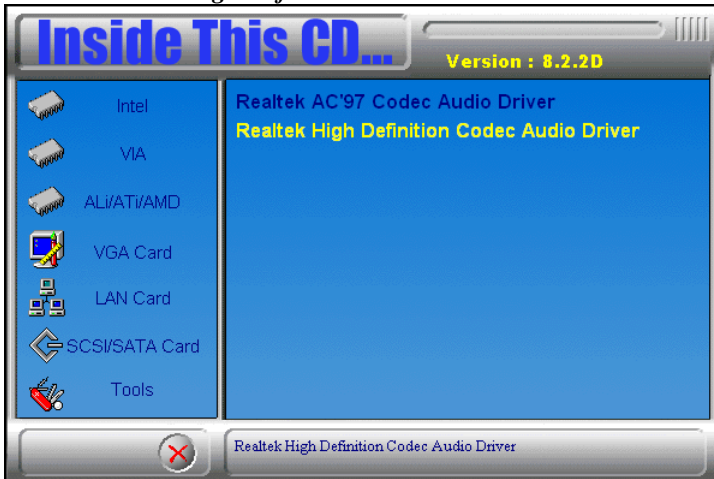 Inside This CD...
Version : 8.2.2D
Intel
VIA
ALi/ATi/AMD
VGA Card
LAN Card
SCSI/SATA Card
Tools
Realtek AC'97 Codec Audio Driver
Realtek High Definition Codec Audio Driver
Realtek High Definition Codec Audio Driver